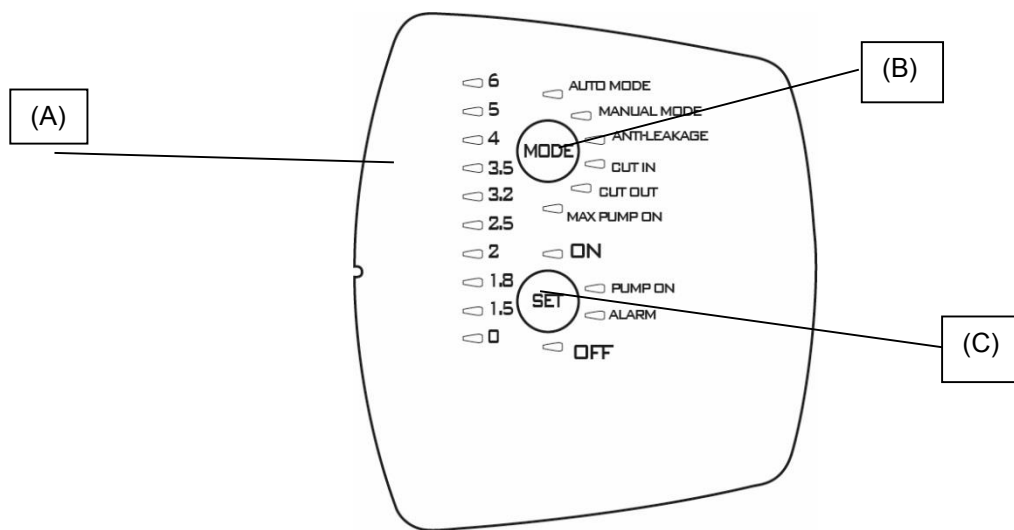 (A)
(B)
(C)
6
5
4
3.5
3.2
2.5
2
1.8
1.5
0
AUTO MODE
MANUAL MODE
ANTI-LEAKAGE
MODE
CUT IN
CUT OUT
MAX PUMP ON
ON
PUMP ON
SET
ALARM
OFF